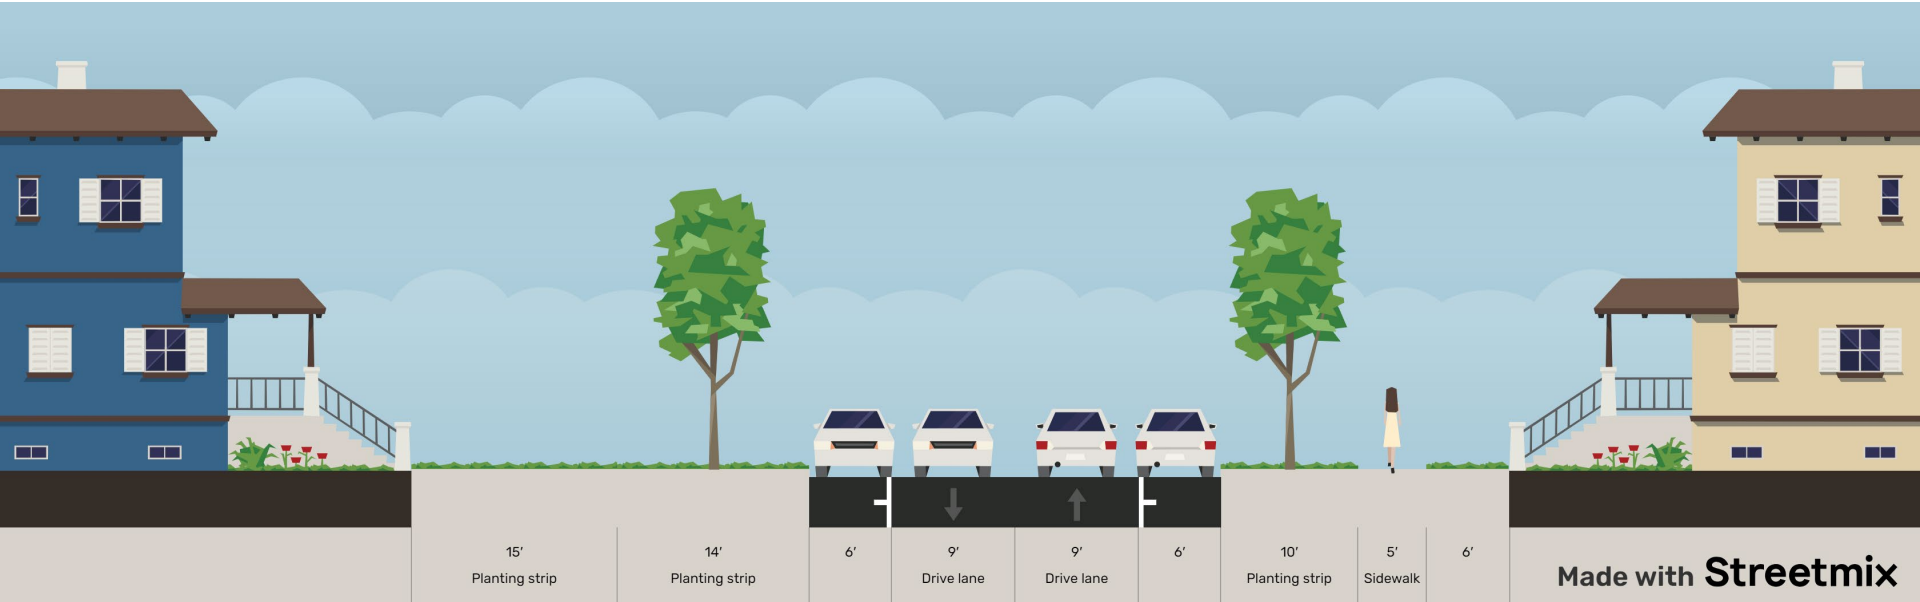 15′
Planting strip
14′
Planting strip
6′
9′
Drive lane
9′
Drive lane
6′
10′
Planting strip
5′
Sidewalk
6′
Made with Streetmix